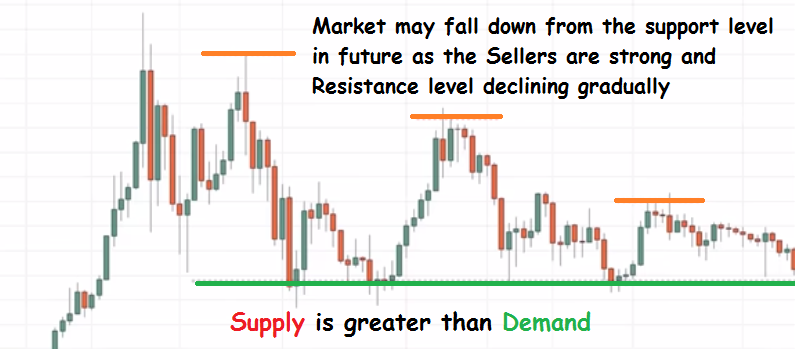 Market may fall down from the support level
in future as the Sellers are strong and
Resistance level declining gradually
Supply is greater than Demand